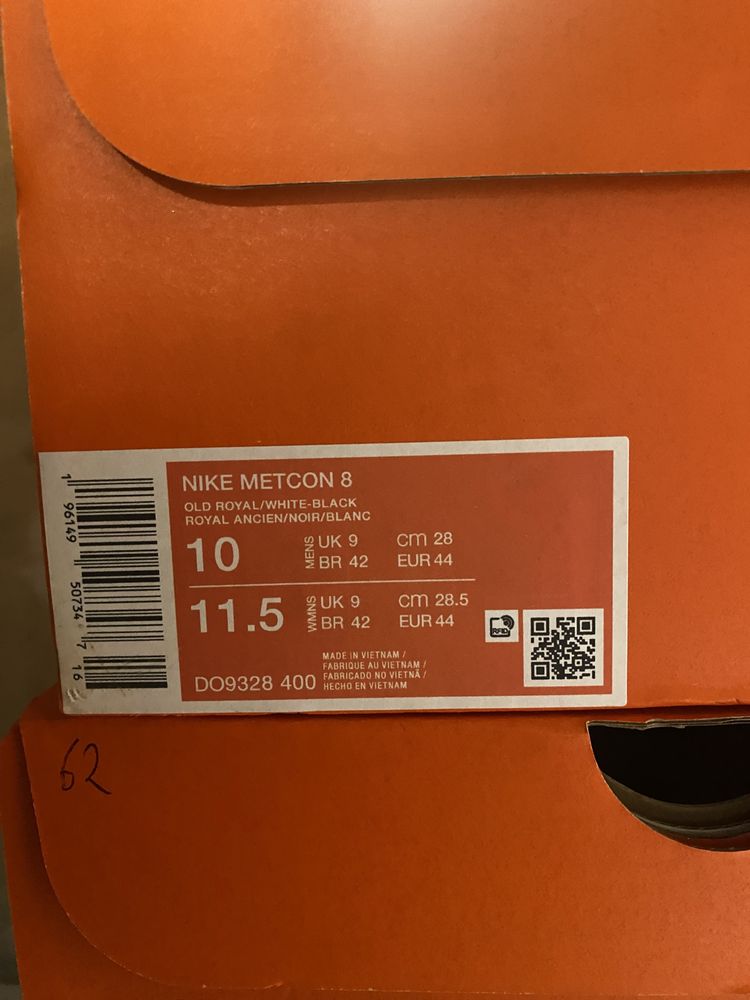 NIKE METCON 8
OLD ROYAL/WHITE-BLACK
ROYAL ANCIEN/NOIR/BLANC
10
MENS
UK 9 cm 28
BR 42 EUR 44
11.5
WMNS
UK 9 cm 28.5
BR 42 EUR 44
RFID
DO9328 400
MADE IN VIETNAM /
FABRIQUE AU VIETNAM /
FABRICADO NO VIETNÃ /
HECHO EN VIETNAM
1 96149 50734 7 16
62